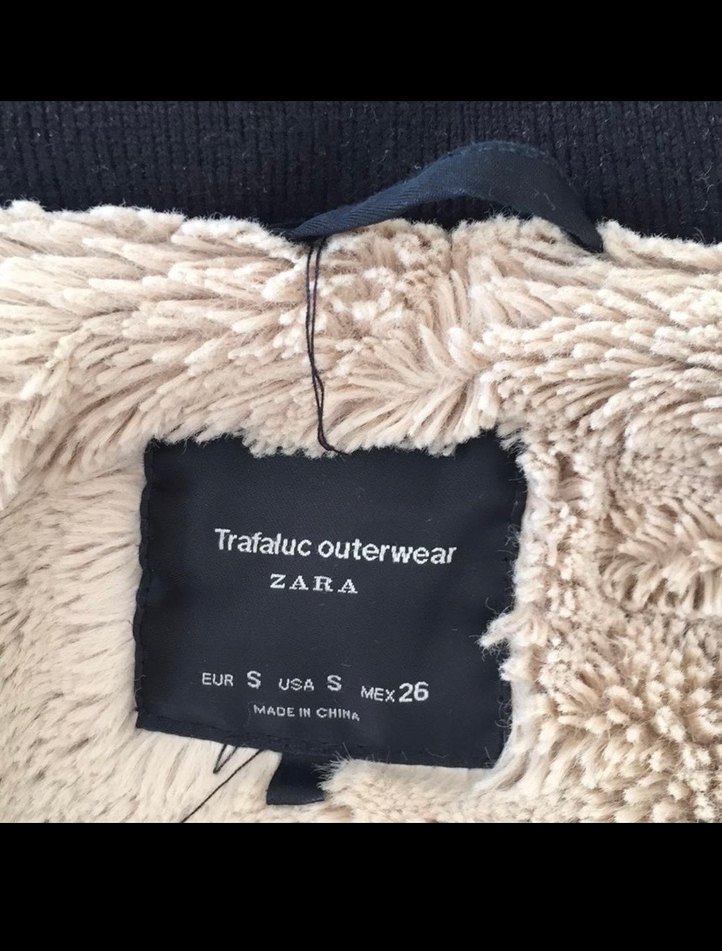 Trafaluc outerwear
ZARA
EUR S USA S MEX 26
MADE IN CHINA